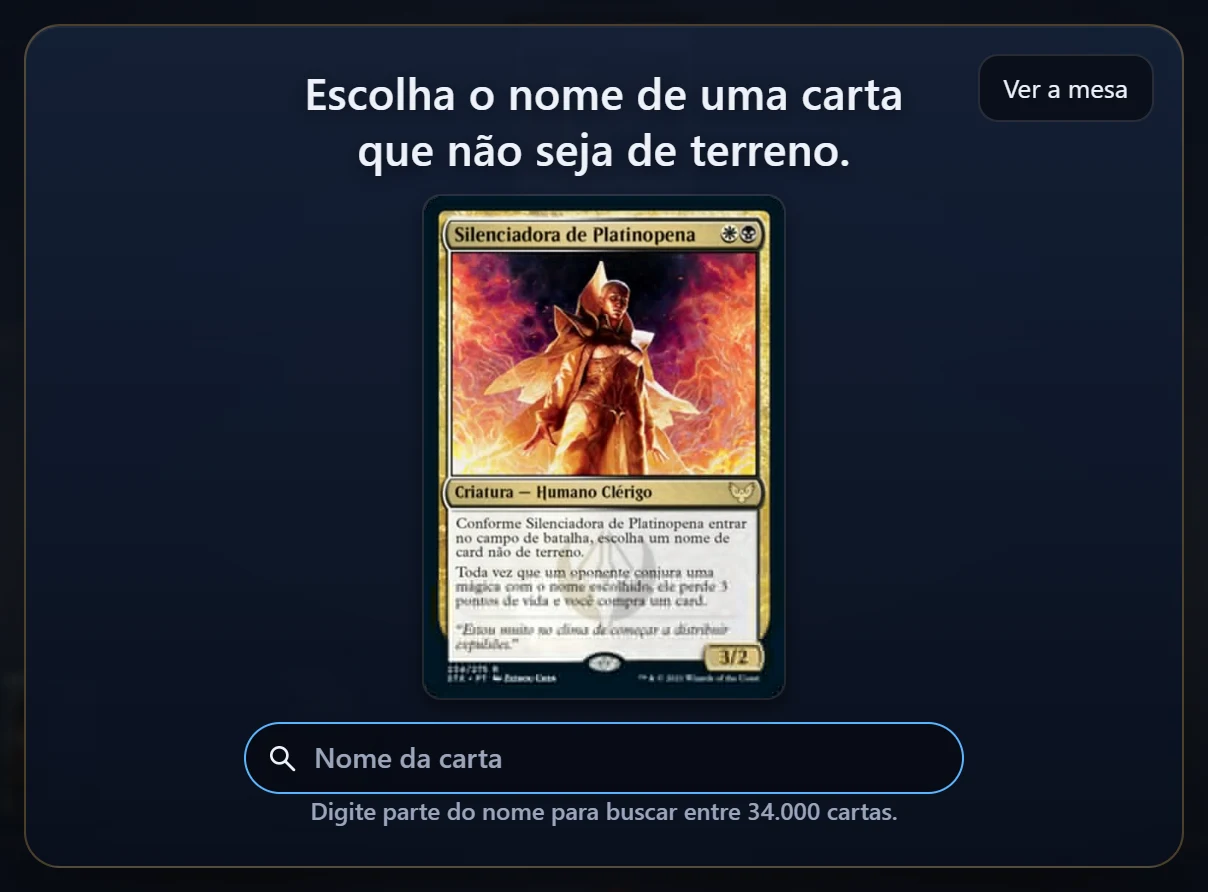 Escolha o nome de uma carta
que não seja de terreno.
Ver a mesa
Silenciadora de Platinopena
Criatura — Humano Clérigo
Conforme Silenciadora de Platinopena entrar
no campo de batalha, escolha um nome de
card não de terreno.
Toda vez que um oponente conjura uma
mágica com o nome escolhido, ele perde 3
pontos de vida e você compra um card.
"Estou muito no clima de começar a distribuir
expulsões."
3/2
Nome da carta
Digite parte do nome para buscar entre 34.000 cartas.